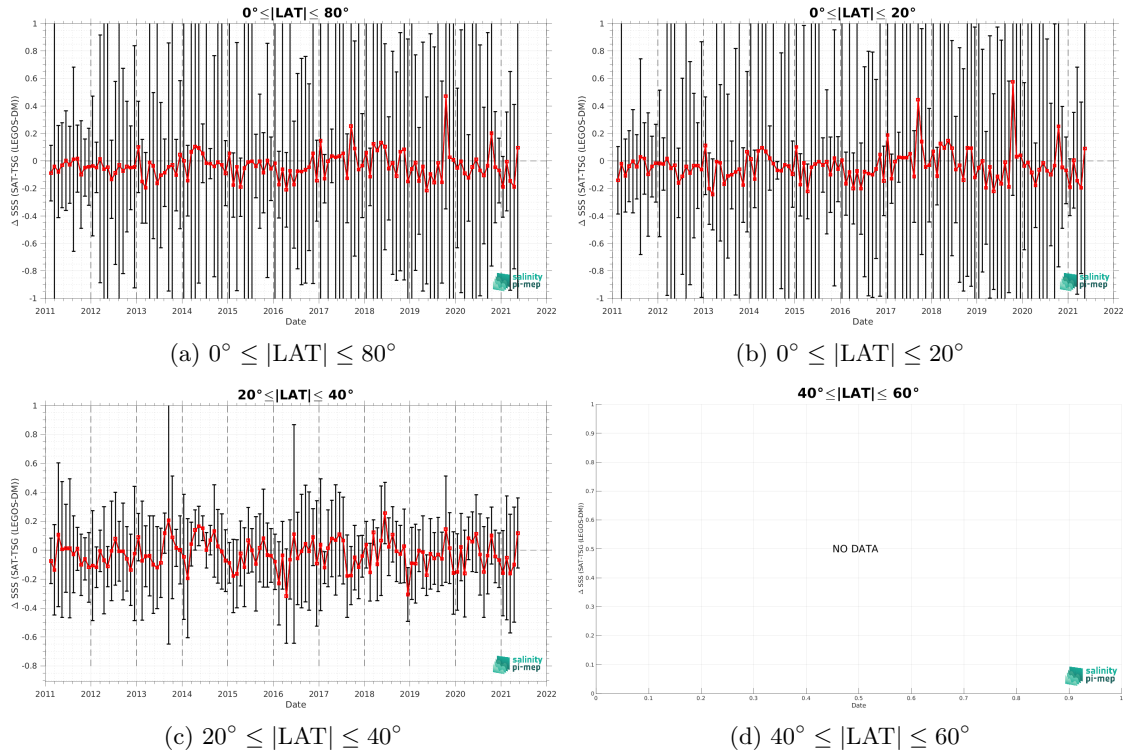 0°≤|LAT|≤ 80°
Δ SSS (SAT-TSG (LEGOS-DM))
1
0.8
0.6
0.4
0.2
0
-0.2
-0.4
-0.6
-0.8
-1
2011 2012 2013 2014 2015 2016 2017 2018 2019 2020 2021 2022
Date
salinity
pi-mep
(a) 0° ≤ |LAT| ≤ 80°
0°≤|LAT|≤ 20°
Δ SSS (SAT-TSG (LEGOS-DM))
1
0.8
0.6
0.4
0.2
0
-0.2
-0.4
-0.6
-0.8
-1
2011 2012 2013 2014 2015 2016 2017 2018 2019 2020 2021 2022
Date
salinity
pi-mep
(b) 0° ≤ |LAT| ≤ 20°
20°≤|LAT|≤ 40°
Δ SSS (SAT-TSG (LEGOS-DM))
1
0.8
0.6
0.4
0.2
0
-0.2
-0.4
-0.6
-0.8
2011 2012 2013 2014 2015 2016 2017 2018 2019 2020 2021 2022
Date
salinity
pi-mep
(c) 20° ≤ |LAT| ≤ 40°
40°≤|LAT|≤ 60°
Δ SSS (SAT-TSG (LEGOS-DM))
1
0.9
0.8
0.7
0.6
0.5
0.4
0.3
0.2
0.1
0
NO DATA
0 0.1 0.2 0.3 0.4 0.5 0.6 0.7 0.8 0.9 1
Date
salinity
pi-mep
(d) 40° ≤ |LAT| ≤ 60°